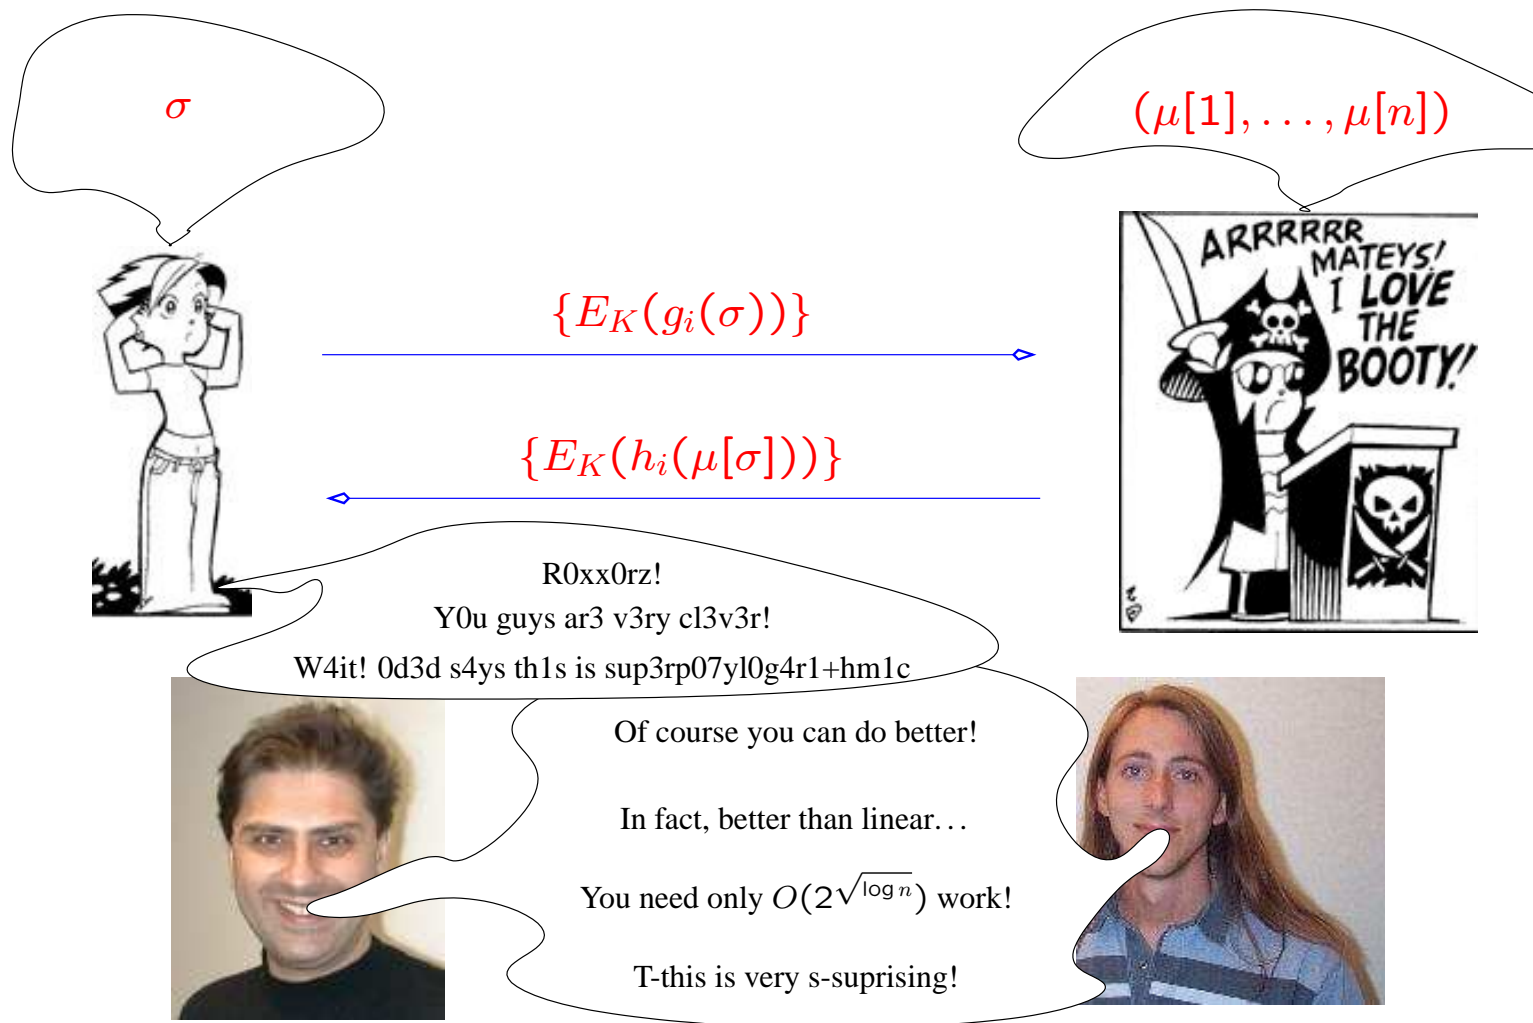 σ
(μ[1], . . . , μ[n])
ARRRRRR
MATEYS!
I LOVE
THE
BOOTY!
{E_K(g_i(σ))}
{E_K(h_i(μ[σ]))}
R0xx0rz!
Y0u guys ar3 v3ry cl3v3r!
W4it! 0d3d s4ys th1s is sup3rp07yl0g4r1+hm1c
Of course you can do better!
In fact, better than linear. . .
You need only O(2^{√log n}) work!
T-this is very s-suprising!